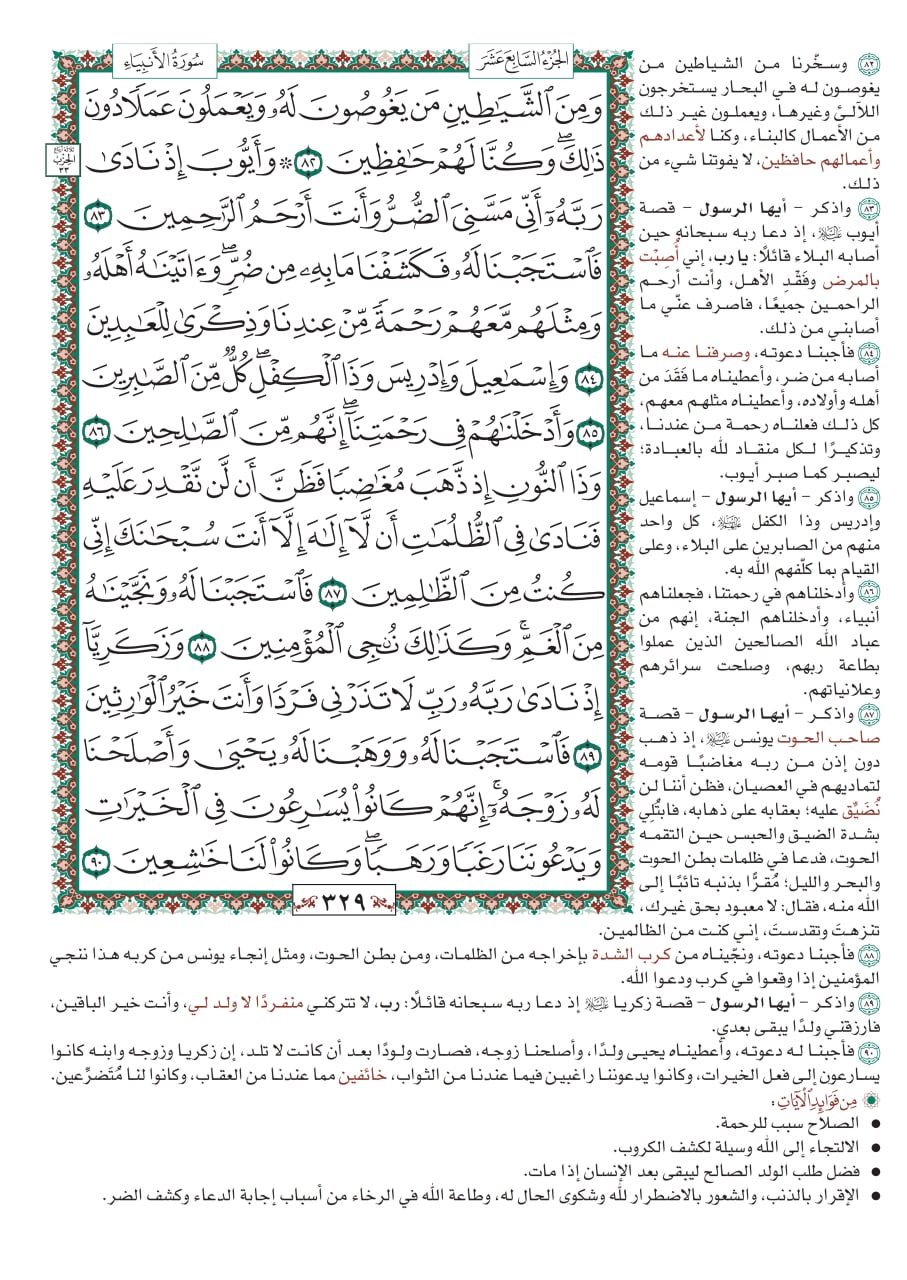 سُورَةُ الأَنبِيَاءِ
الجُزْءُ السَّابِعَ عَشَرَ
وَمِنَ ٱلشَّيَٰطِينِ مَن يَغُوصُونَ لَهُۥ وَيَعْمَلُونَ عَمَلًا دُونَ
ذَٰلِكَۖ وَكُنَّا لَهُمْ حَٰفِظِينَ ٨٢ ۞ وَأَيُّوبَ إِذْ نَادَىٰ
رَبَّهُۥٓ أَنِّي مَسَّنِيَ ٱلضُّرُّ وَأَنتَ أَرْحَمُ ٱلرَّٰحِمِينَ ٨٣
فَٱسْتَجَبْنَا لَهُۥ فَكَشَفْنَا مَا بِهِۦ مِن ضُرٍّۖ وَءَاتَيْنَٰهُ أَهْلَهُۥ
وَمِثْلَهُم مَّعَهُمْ رَحْمَةً مِّنْ عِندِنَا وَذِكْرَىٰ لِلْعَٰبِدِينَ
٨٤ وَإِسْمَٰعِيلَ وَإِدْرِيسَ وَذَا ٱلْكِفْلِۖ كُلٌّ مِّنَ ٱلصَّٰبِرِينَ
٨٥ وَأَدْخَلْنَٰهُمْ فِي رَحْمَتِنَآۖ إِنَّهُم مِّنَ ٱلصَّٰلِحِينَ ٨٦
وَذَا ٱلنُّونِ إِذ ذَّهَبَ مُغَٰضِبًا فَظَنَّ أَن لَّن نَّقْدِرَ عَلَيْهِ
فَنَادَىٰ فِي ٱلظُّلُمَٰتِ أَن لَّآ إِلَٰهَ إِلَّآ أَنتَ سُبْحَٰنَكَ إِنِّي
كُنتُ مِنَ ٱلظَّٰلِمِينَ ٨٧ فَٱسْتَجَبْنَا لَهُۥ وَنَجَّيْنَٰهُ
مِنَ ٱلْغَمِّۚ وَكَذَٰلِكَ نُۨجِي ٱلْمُؤْمِنِينَ ٨٨ وَزَكَرِيَّآ
إِذْ نَادَىٰ رَبَّهُۥ رَبِّ لَا تَذَرْنِي فَرْدًا وَأَنتَ خَيْرُ ٱلْوَٰرِثِينَ
٨٩ فَٱسْتَجَبْنَا لَهُۥ وَوَهَبْنَا لَهُۥ يَحْيَىٰ وَأَصْلَحْنَا
لَهُۥ زَوْجَهُۥٓۚ إِنَّهُمْ كَانُوا۟ يُسَٰرِعُونَ فِي ٱلْخَيْرَٰتِ
وَيَدْعُونَنَا رَغَبًا وَرَهَبًاۖ وَكَانُوا۟ لَنَا خَٰشِعِينَ ٩٠
٣٢٩
الحِزب
٣٣
٨٢ وسخّرنا من الشياطين من
يغوصون له في البحار يستخرجون
اللآلئ وغيرها، ويعملون غير ذلك
من الأعمال كالبناء، وكنا لأعدادهم
وأعمالهم حافظين، لا يفوتنا شيء من
ذلك.
٨٣ واذكر - أيها الرسول - قصة
أيوب عليه السلام، إذ دعا ربه سبحانه حين
أصابه البلاء قائلًا: يا رب، إني أُصِبْت
بالمرض وفَقْدِ الأهل، وأنت أرحم
الراحمين جميعًا، فاصرف عنّي ما
أصابني من ذلك.
٨٤ فأجبنا دعوته، وصرفنا عنه ما
أصابه من ضر، وأعطيناه ما فَقَدَ من
أهله وأولاده، وأعطيناه مثلهم معهم،
كل ذلك فعلناه رحمة من عندنا،
وتذكيرًا لكل منقاد لله بالعبادة؛
ليصبر كما صبر أيوب.
٨٥ واذكر - أيها الرسول - إسماعيل
وإدريس وذا الكفل عليهم السلام، كل واحد
منهم من الصابرين على البلاء، وعلى
القيام بما كلّفهم الله به.
٨٦ وأدخلناهم في رحمتنا، فجعلناهم
أنبياء، وأدخلناهم الجنة، إنهم من
عباد الله الصالحين الذين عملوا
بطاعة ربهم، وصلحت سرائرهم
وعلانياتهم.
٨٧ واذكر - أيها الرسول - قصة
صاحب الحوت يونس عليه السلام، إذ ذهب
دون إذن من ربه مغاضبًا قومه
لتماديهم في العصيان، فظن أننا لن
نُضَيِّق عليه؛ بعقابه على ذهابه، فابتُلِي
بشدة الضيق والحبس حين التقمه
الحوت، فدعا في ظلمات بطن الحوت
والبحر والليل؛ مُقرًّا بذنبه تائبًا إلى
الله منه، فقال: لا معبود بحق غيرك،
تنزهتَ وتقدستَ، إني كنت من الظالمين.
٨٨ فأجبنا دعوته، ونجّيناه من كرب الشدة بإخراجه من الظلمات، ومن بطن الحوت، ومثل إنجاء يونس من كربه هذا ننجي
المؤمنين إذا وقعوا في كرب ودعوا الله.
٨٩ واذكر - أيها الرسول - قصة زكريا عليه السلام إذ دعا ربه سبحانه قائلًا: رب، لا تتركني منفردًا لا ولد لي، وأنت خير الباقين،
فارزقني ولدًا يبقى بعدي.
٩٠ فأجبنا له دعوته، وأعطيناه يحيى ولدًا، وأصلحنا زوجه، فصارت ولودًا بعد أن كانت لا تلد، إن زكريا وزوجه وابنه كانوا
يسارعون إلى فعل الخيرات، وكانوا يدعوننا راغبين فيما عندنا من الثواب، خائفين مما عندنا من العقاب، وكانوا لنا مُتَضرِّعين.
مِن فَوَائِدِ الآيَاتِ:
• الصلاح سبب للرحمة.
• الالتجاء إلى الله وسيلة لكشف الكروب.
• فضل طلب الولد الصالح ليبقى بعد الإنسان إذا مات.
• الإقرار بالذنب، والشعور بالاضطرار لله وشكوى الحال له، وطاعة الله في الرخاء من أسباب إجابة الدعاء وكشف الضر.